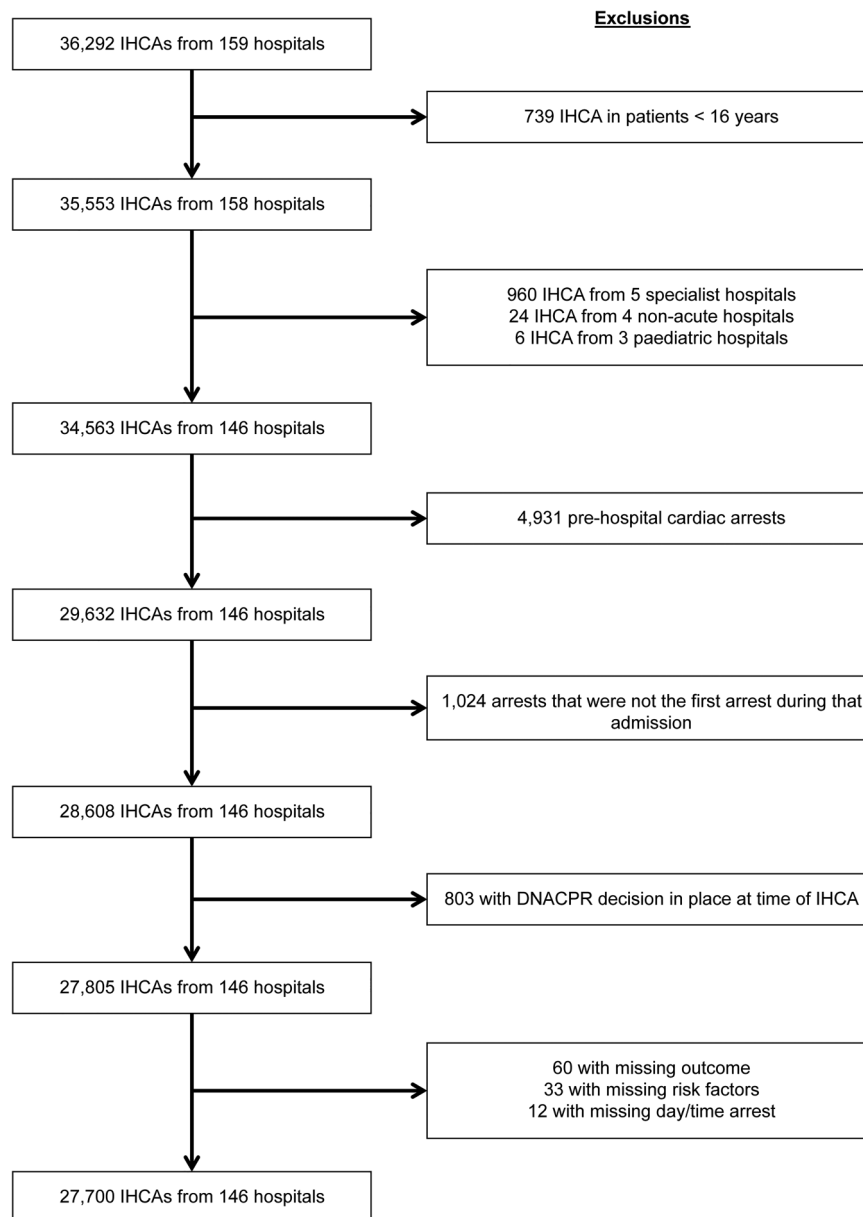 Exclusions
36,292 IHCAs from 159 hospitals
739 IHCA in patients < 16 years
35,553 IHCAs from 158 hospitals
960 IHCA from 5 specialist hospitals
24 IHCA from 4 non-acute hospitals
6 IHCA from 3 paediatric hospitals
34,563 IHCAs from 146 hospitals
4,931 pre-hospital cardiac arrests
29,632 IHCAs from 146 hospitals
1,024 arrests that were not the first arrest during that
admission
28,608 IHCAs from 146 hospitals
803 with DNACPR decision in place at time of IHCA
27,805 IHCAs from 146 hospitals
60 with missing outcome
33 with missing risk factors
12 with missing day/time arrest
27,700 IHCAs from 146 hospitals